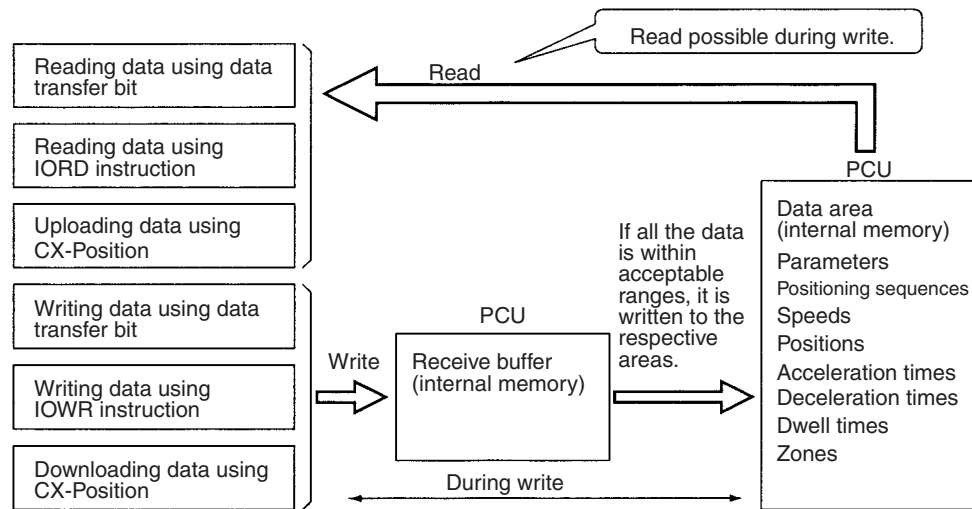 Read possible during write.
Read
Reading data using data
transfer bit
Reading data using
IORD instruction
Uploading data using
CX-Position
Writing data using data
transfer bit
Writing data using
IOWR instruction
Downloading data using
CX-Position
Write
PCU
Receive buffer
(internal memory)
During write
If all the data
is within
acceptable
ranges, it is
written to the
respective
areas.
PCU
Data area
(internal memory)
Parameters
Positioning sequences
Speeds
Positions
Acceleration times
Deceleration times
Dwell times
Zones